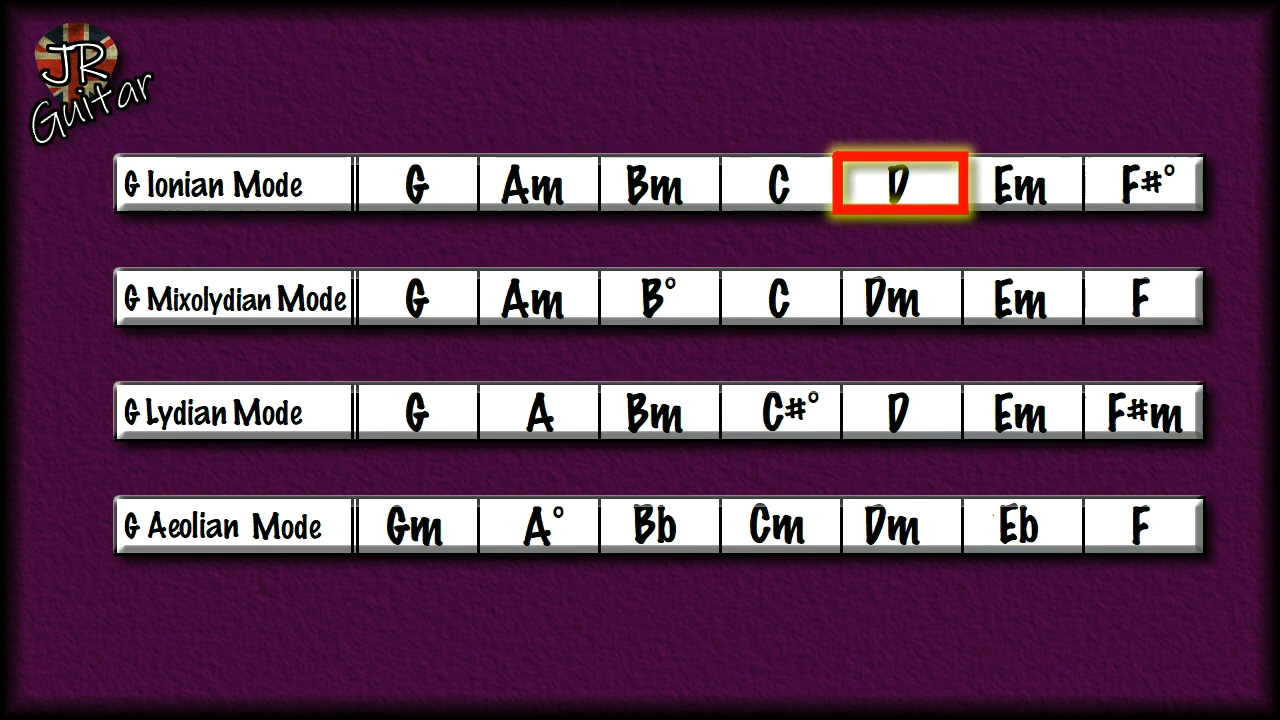 JR
Guitar
G Ionian Mode G Am Bm C D Em F#°
G Mixolydian Mode G Am B° C Dm Em F
G Lydian Mode G A Bm C#° D Em F#m
G Aeolian Mode Gm A° Bb Cm Dm Eb F